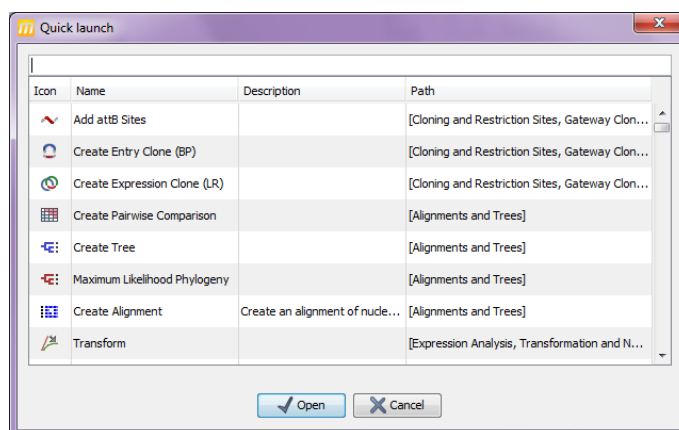 Quick launch
Icon Name Description Path
Add attB Sites [Cloning and Restriction Sites, Gateway Clon...
Create Entry Clone (BP) [Cloning and Restriction Sites, Gateway Clon...
Create Expression Clone (LR) [Cloning and Restriction Sites, Gateway Clon...
Create Pairwise Comparison [Alignments and Trees]
Create Tree [Alignments and Trees]
Maximum Likelihood Phylogeny [Alignments and Trees]
Create Alignment Create an alignment of nucle... [Alignments and Trees]
Transform [Expression Analysis, Transformation and N...
Open Cancel